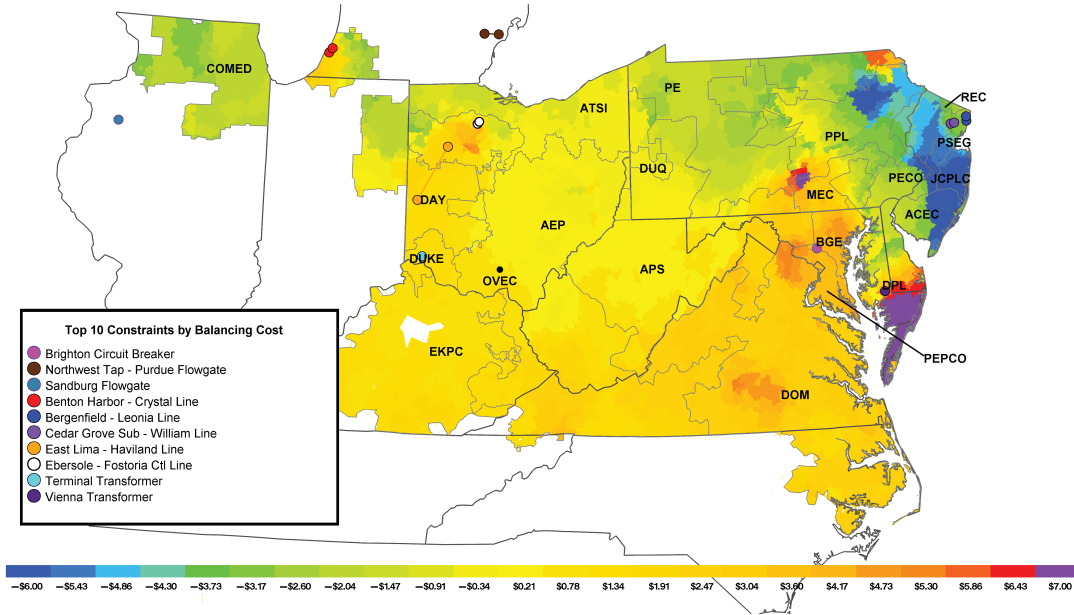 COMED
ATSI
PE
REC
PPL
PSEG
DUQ
PECO
JCPLC
MEC
DAY
ACEC
AEP
BGE
DUKE
APS
OVEC
DPL
PEPCO
EKPC
DOM
Top 10 Constraints by Balancing Cost
Brighton Circuit Breaker
Northwest Tap - Purdue Flowgate
Sandburg Flowgate
Benton Harbor - Crystal Line
Bergenfield - Leonia Line
Cedar Grove Sub - William Line
East Lima - Haviland Line
Ebersole - Fostoria Ctl Line
Terminal Transformer
Vienna Transformer
–$6.00 –$5.43 –$4.86 –$4.30 –$3.73 –$3.17 –$2.60 –$2.04 –$1.47 –$0.91 –$0.34 $0.21 $0.78 $1.34 $1.91 $2.47 $3.04 $3.60 $4.17 $4.73 $5.30 $5.86 $6.43 $7.00